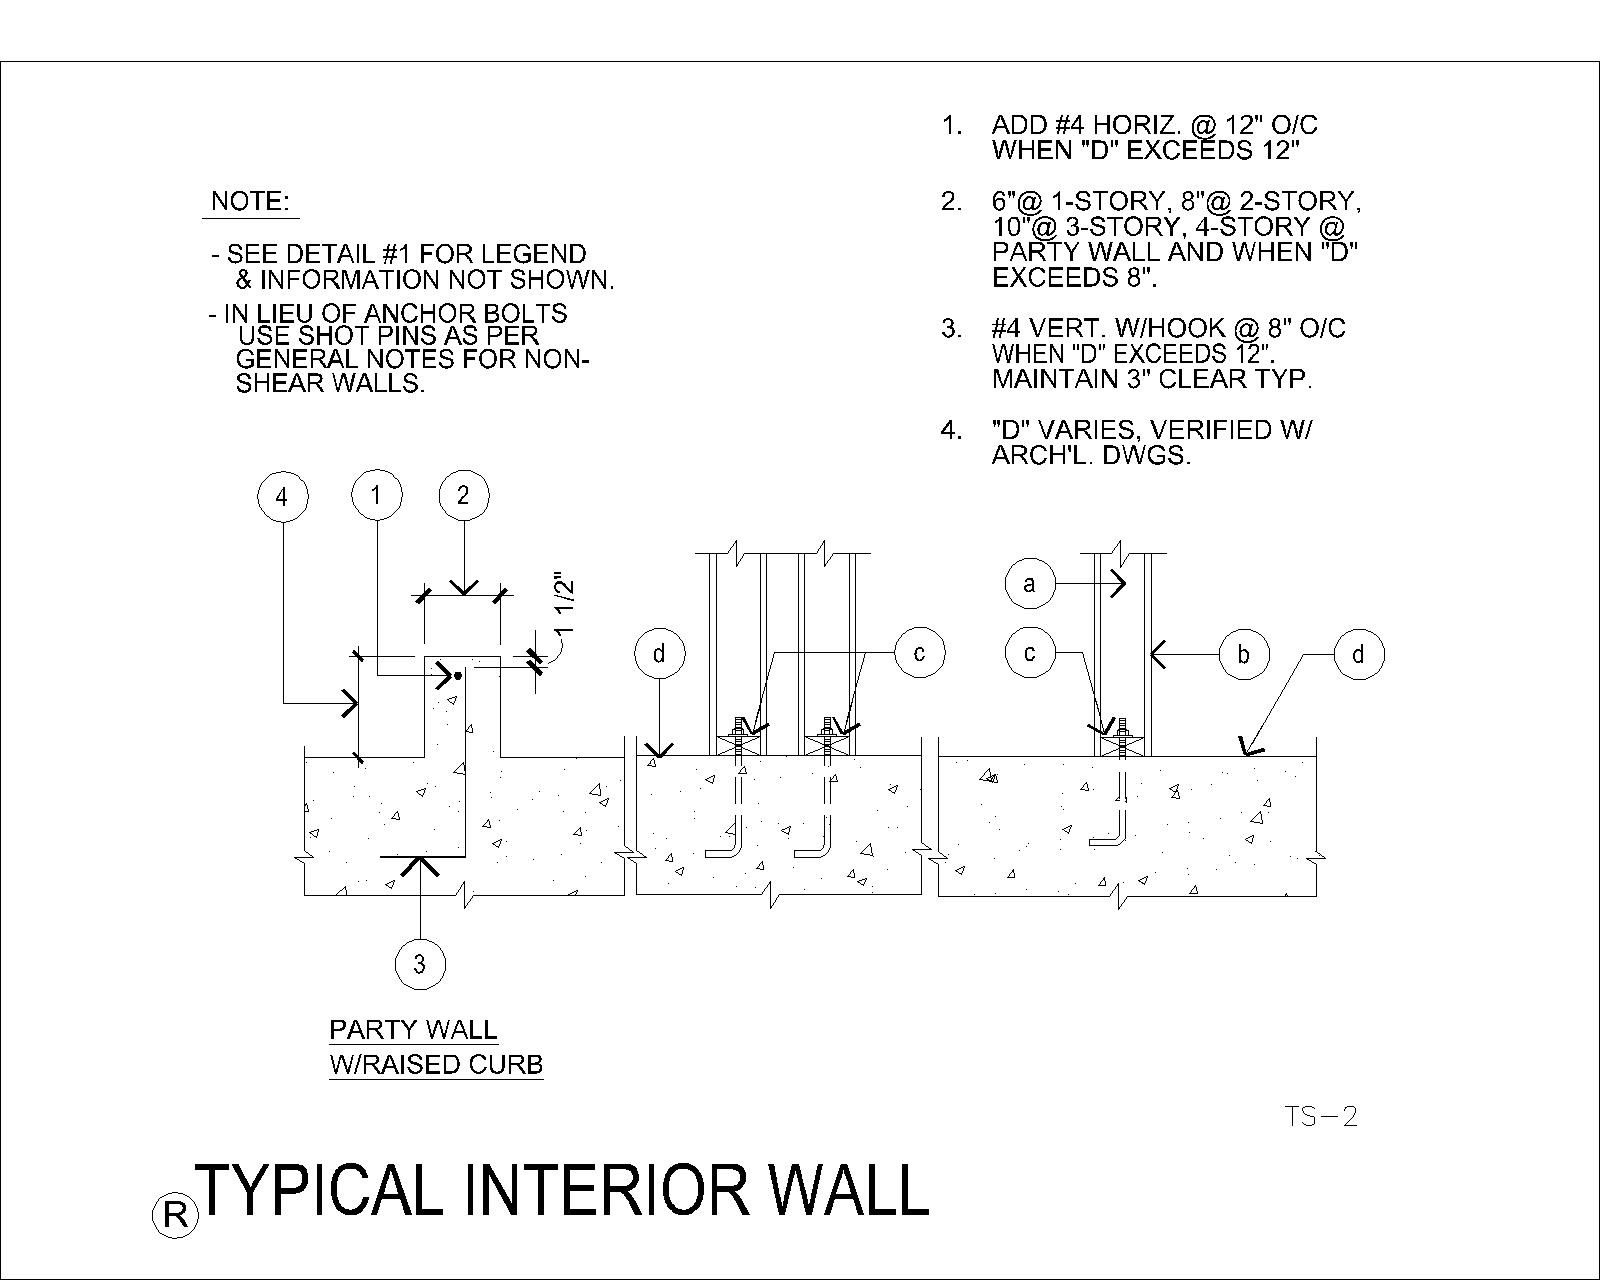 NOTE:
- SEE DETAIL #1 FOR LEGEND
& INFORMATION NOT SHOWN.
- IN LIEU OF ANCHOR BOLTS
USE SHOT PINS AS PER
GENERAL NOTES FOR NON-
SHEAR WALLS.
1. ADD #4 HORIZ. @ 12" O/C
WHEN "D" EXCEEDS 12"
2. 6"@ 1-STORY, 8"@ 2-STORY,
10"@ 3-STORY, 4-STORY @
PARTY WALL AND WHEN "D"
EXCEEDS 8".
3. #4 VERT. W/HOOK @ 8" O/C
WHEN "D" EXCEEDS 12".
MAINTAIN 3" CLEAR TYP.
4. "D" VARIES, VERIFIED W/
ARCH'L. DWGS.
4
1
2
1 1/2"
d
c
a
c
b
d
3
PARTY WALL
W/RAISED CURB
TS-2
R
TYPICAL INTERIOR WALL